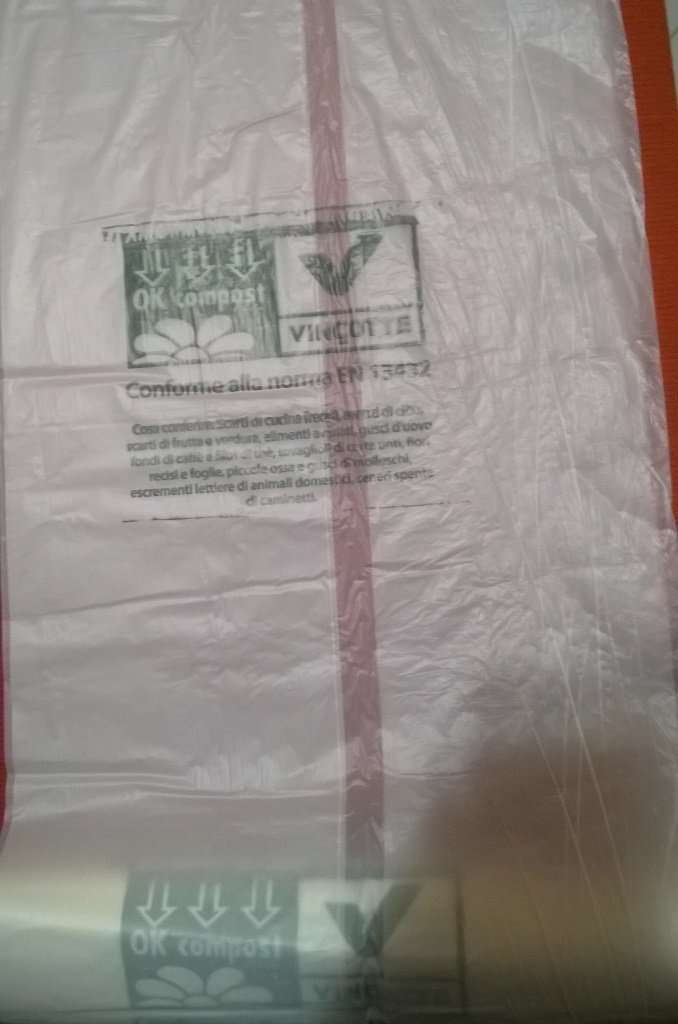 OK compost
VINÇOTTE
Conforme alla norma EN 13432
Cosa conferire: Scarti di cucina freddi, avanzi di cibo,
scarti di frutta e verdura, alimenti avariati, gusci d'uovo
fondi di caffè e filtri di thè, tovaglioli di carta unti, fiori
recisi e foglie, piccole ossa e gusci di molluschi,
escrementi lettiere di animali domestici, ceneri spente
di caminetti.
OK compost